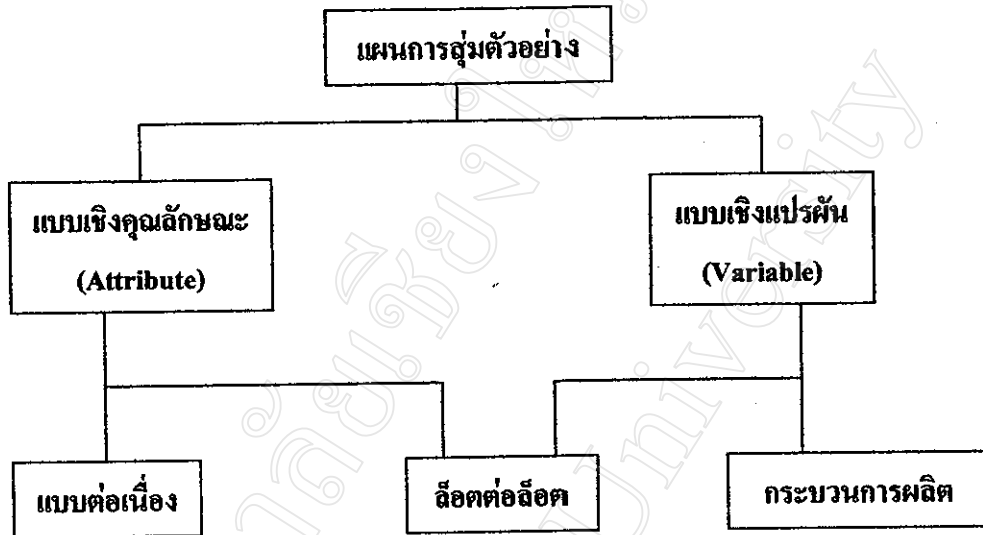 แผนการสุ่มตัวอย่าง
แบบเชิงคุณลักษณะ
(Attribute)
แบบเชิงแปรผัน
(Variable)
แบบต่อเนื่อง
ล็อตต่อล็อต
กระบวนการผลิต
University